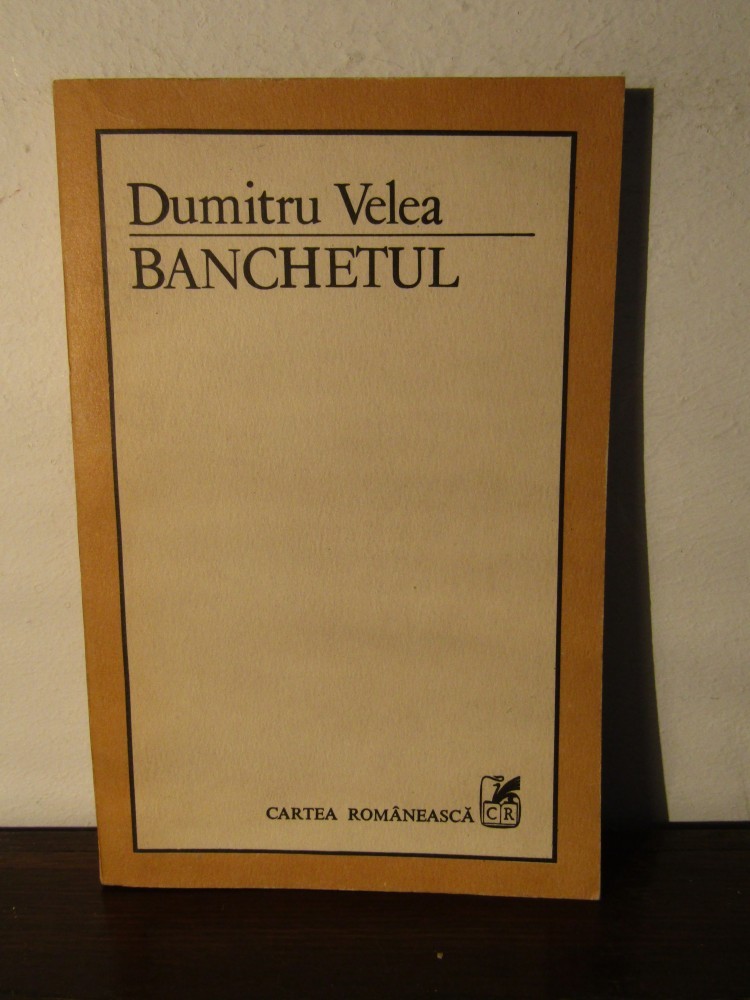 Dumitru Velea
BANCHETUL
CARTEA ROMÂNEASCĂ
CR